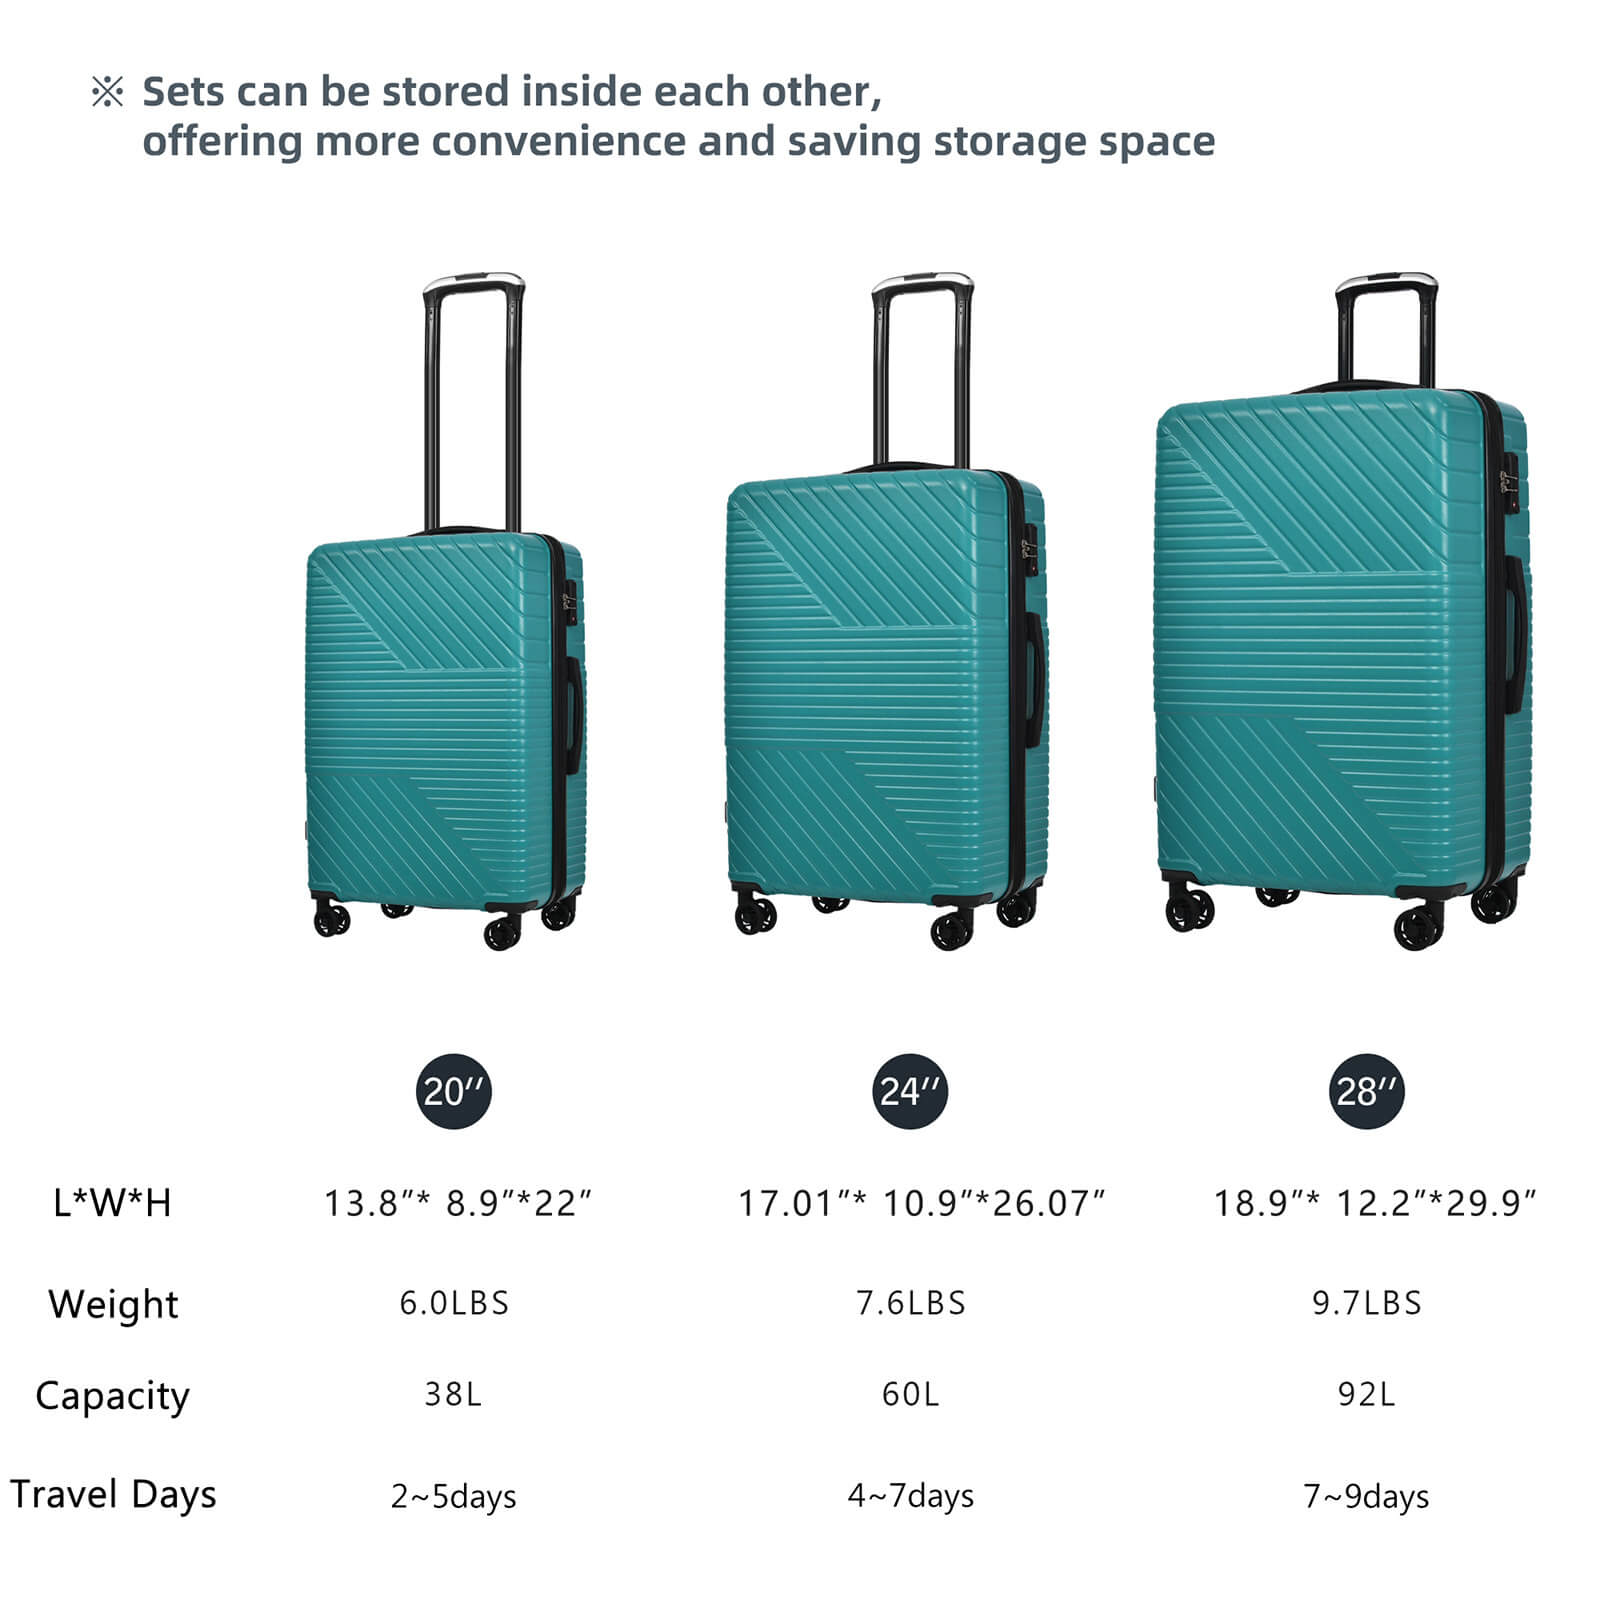 ※ Sets can be stored inside each other,
offering more convenience and saving storage space
20′′ 24′′ 28′′
L*W*H 13.8″* 8.9″*22″ 17.01″* 10.9″*26.07″ 18.9″* 12.2″*29.9″
Weight 6.0LBS 7.6LBS 9.7LBS
Capacity 38L 60L 92L
Travel Days 2~5days 4~7days 7~9days